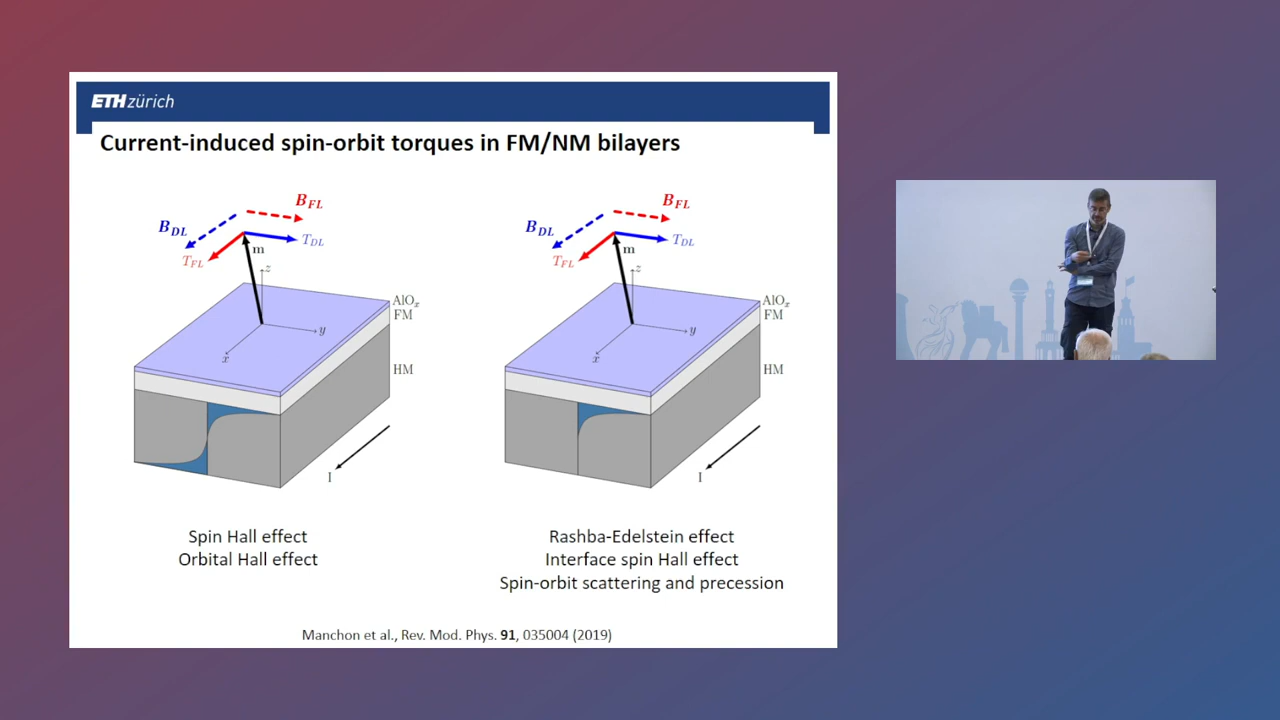 ETH zürich
Current-induced spin-orbit torques in FM/NM bilayers
B_FL
B_DL
T_DL
m
T_FL
z
y
x
AlO_x
FM
HM
I
B_FL
B_DL
T_DL
m
T_FL
z
y
x
AlO_x
FM
HM
I
Spin Hall effect
Orbital Hall effect
Rashba-Edelstein effect
Interface spin Hall effect
Spin-orbit scattering and precession
Manchon et al., Rev. Mod. Phys. 91, 035004 (2019)